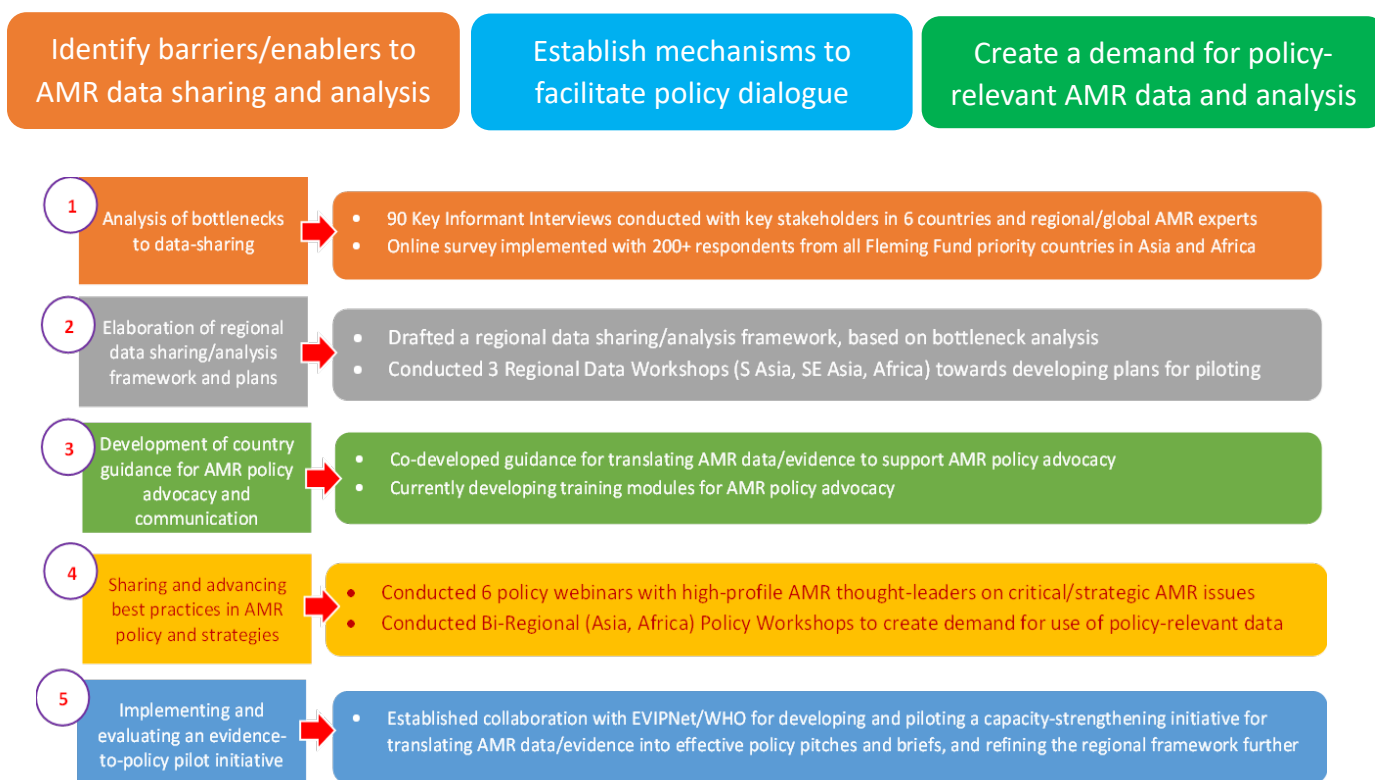 Identify barriers/enablers to
AMR data sharing and analysis
Establish mechanisms to
facilitate policy dialogue
Create a demand for policy-
relevant AMR data and analysis
1
Analysis of bottlenecks
to data-sharing
• 90 Key Informant Interviews conducted with key stakeholders in 6 countries and regional/global AMR experts
• Online survey implemented with 200+ respondents from all Fleming Fund priority countries in Asia and Africa
2
Elaboration of regional
data sharing/analysis
framework and plans
• Drafted a regional data sharing/analysis framework, based on bottleneck analysis
• Conducted 3 Regional Data Workshops (S Asia, SE Asia, Africa) towards developing plans for piloting
3
Development of country
guidance for AMR policy
advocacy and
communication
• Co-developed guidance for translating AMR data/evidence to support AMR policy advocacy
• Currently developing training modules for AMR policy advocacy
4
Sharing and advancing
best practices in AMR
policy and strategies
• Conducted 6 policy webinars with high-profile AMR thought-leaders on critical/strategic AMR issues
• Conducted Bi-Regional (Asia, Africa) Policy Workshops to create demand for use of policy-relevant data
5
Implementing and
evaluating an evidence-
to-policy pilot initiative
• Established collaboration with EVIPNet/WHO for developing and piloting a capacity-strengthening initiative for
translating AMR data/evidence into effective policy pitches and briefs, and refining the regional framework further